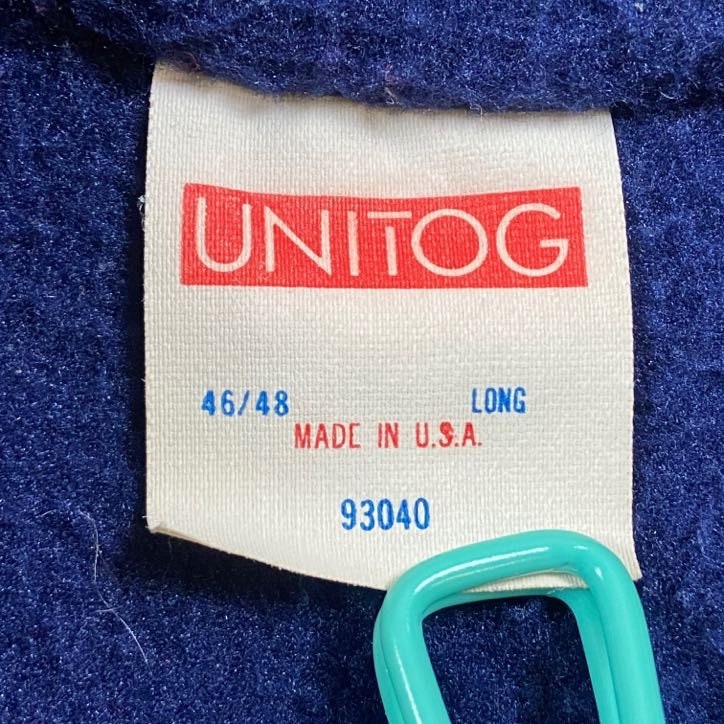 UNITOG
46/48 LONG
MADE IN U.S.A.
93040